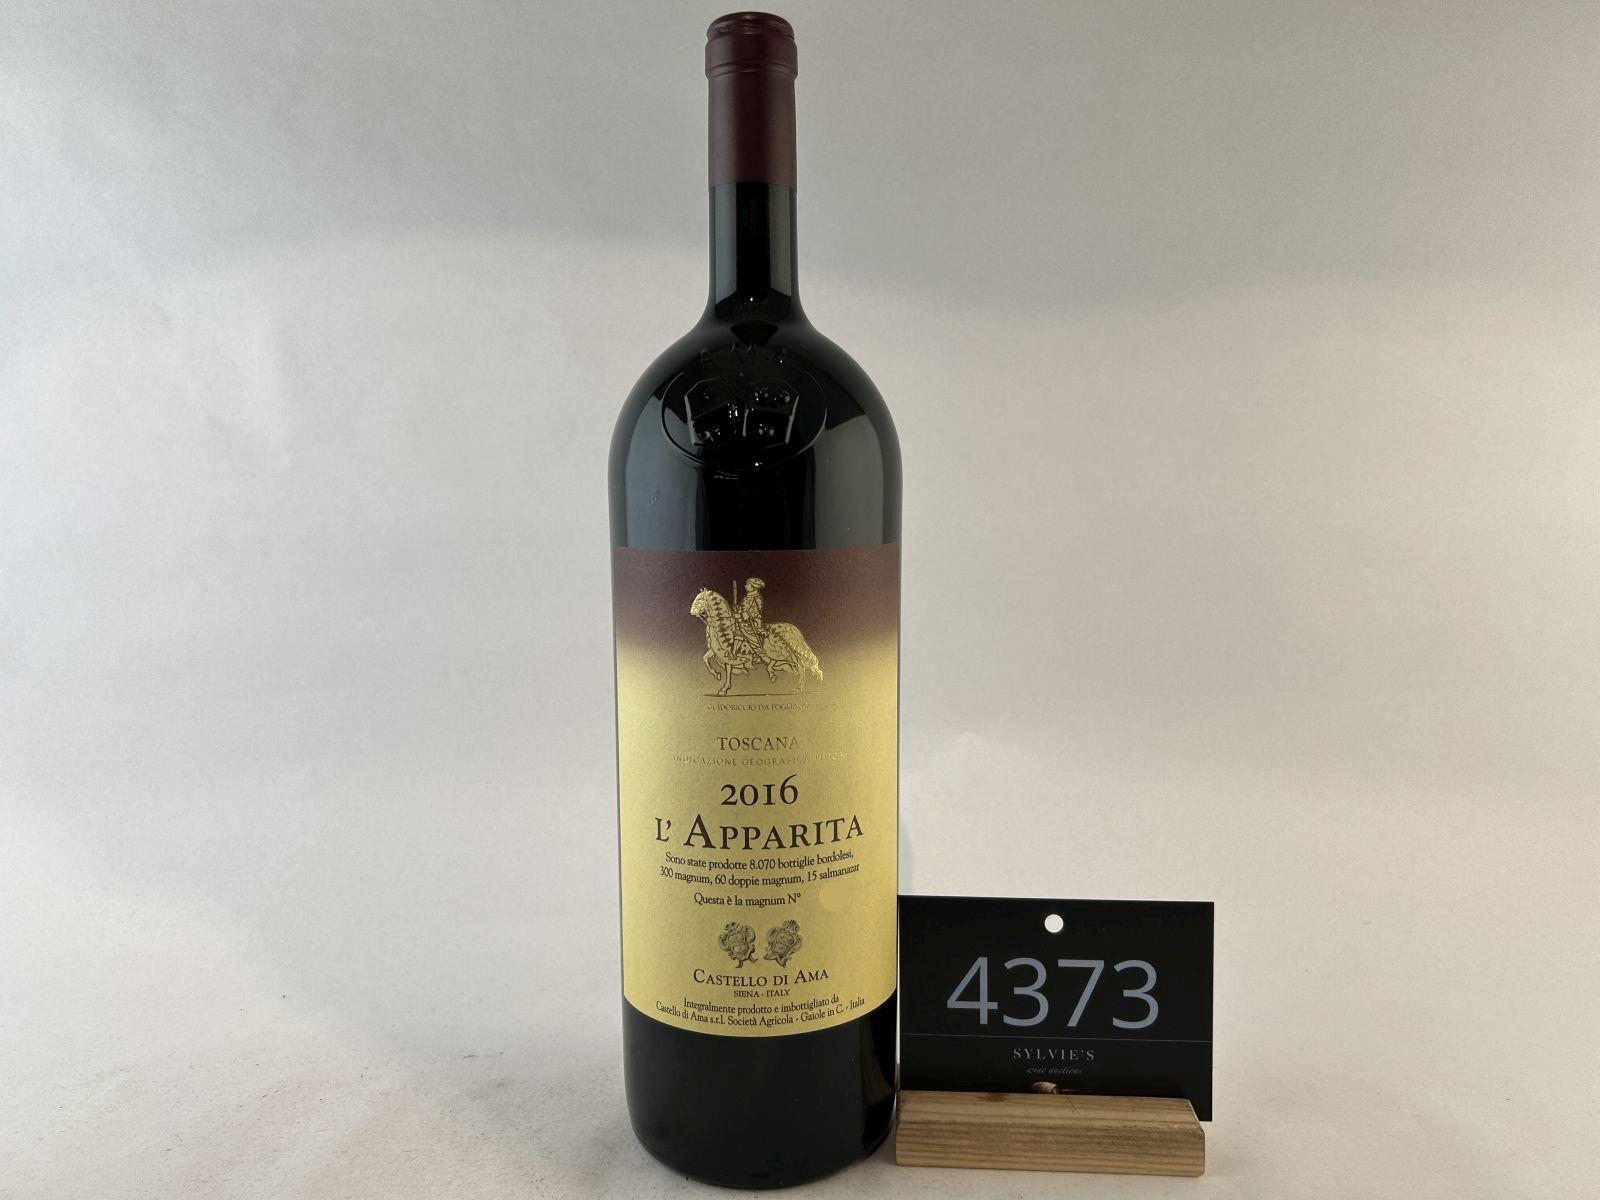 AMA
GUIDORICCIO DA FOGLIANO
TOSCANA
INDICAZIONE GEOGRAFICA TIPICA
2016
L' APPARITA
Sono state prodotte 8.070 bottiglie bordolesi,
300 magnum, 60 doppie magnum, 15 salmanazar
Questa è la magnum N°
CASTELLO DI AMA
SIENA - ITALY
Integralmente prodotto e imbottigliato da
Castello di Ama s.r.l. Società Agricola - Gaiole in C. - Italia
4373
SYLVIE'S
wine auctions